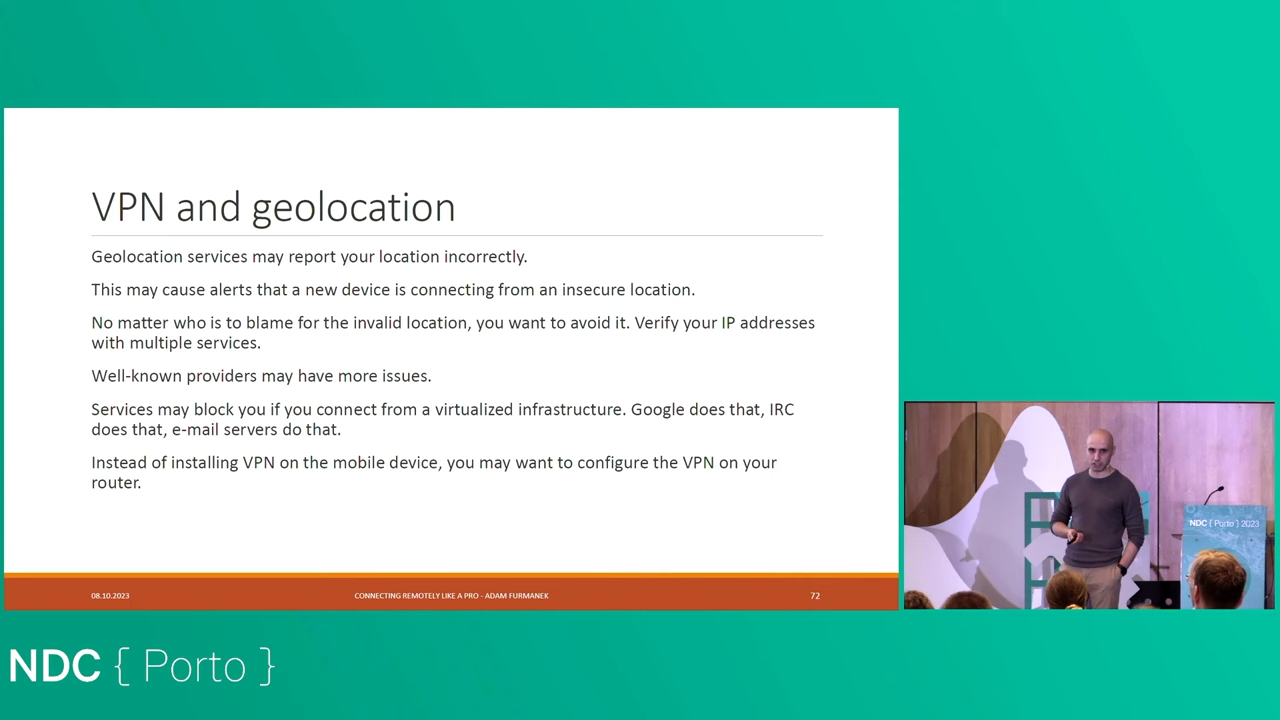 VPN and geolocation
Geolocation services may report your location incorrectly.
This may cause alerts that a new device is connecting from an insecure location.
No matter who is to blame for the invalid location, you want to avoid it. Verify your IP addresses
with multiple services.
Well-known providers may have more issues.
Services may block you if you connect from a virtualized infrastructure. Google does that, IRC
does that, e-mail servers do that.
Instead of installing VPN on the mobile device, you may want to configure the VPN on your
router.
08.10.2023 CONNECTING REMOTELY LIKE A PRO - ADAM FURMANEK 72
NDC { Porto } 2023
NDC { Porto }